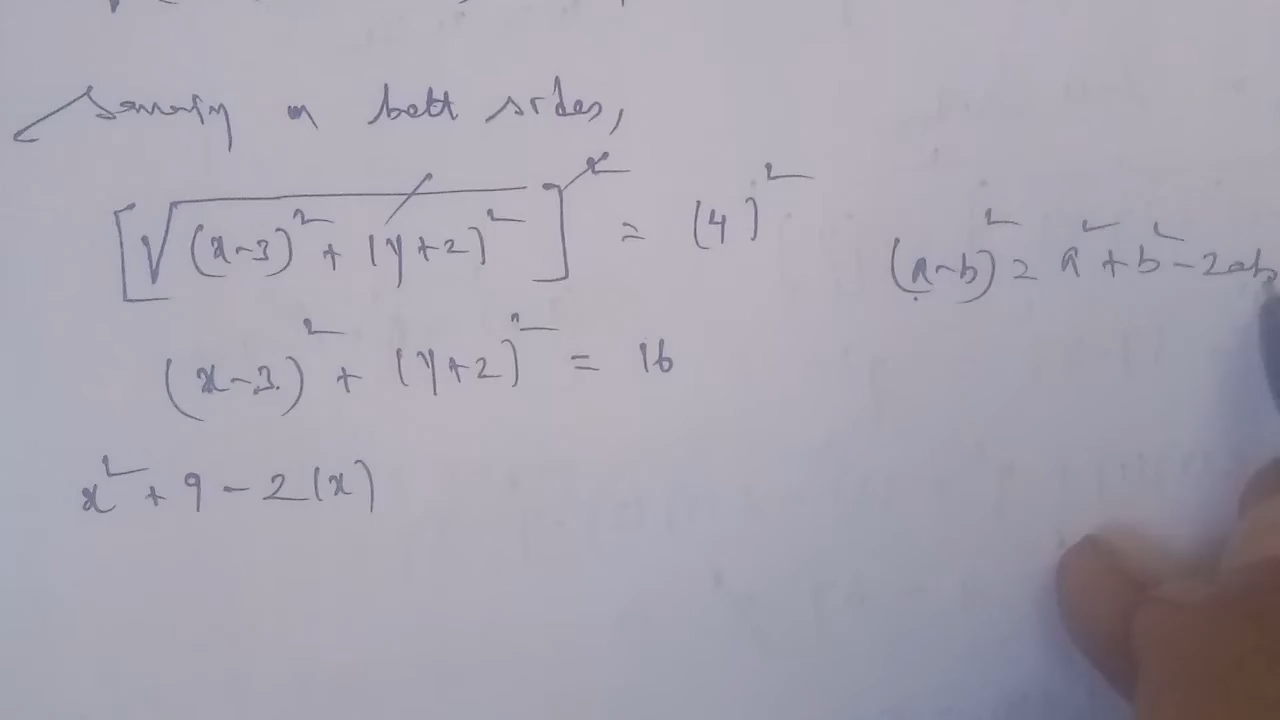 on both sides,
[√(x-3)² + (y+2)²]² = (4)²
(a-b)² = a² + b² - 2ab
(x-3)² + (y+2)² = 16
x² + 9 - 2(x)